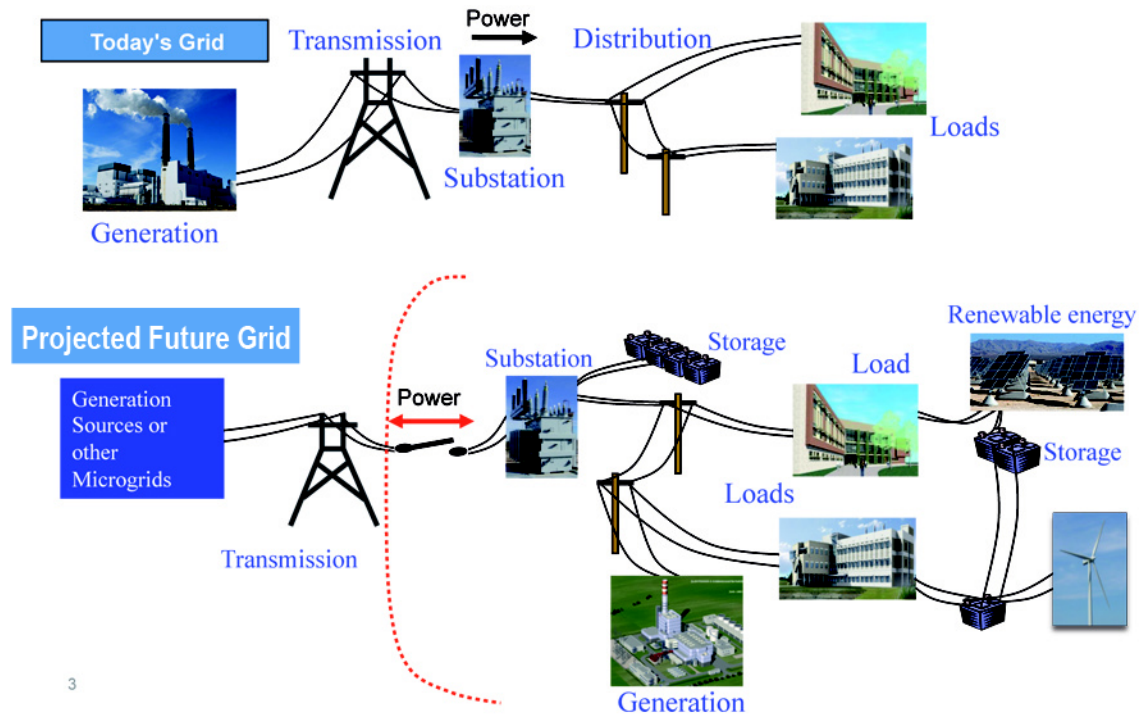 Today's Grid
Transmission
Power
Distribution
Loads
Substation
Generation
Projected Future Grid
Renewable energy
Storage
Substation
Load
Power
Generation
Sources or
other
Microgrids
Storage
Loads
Transmission
Generation
3